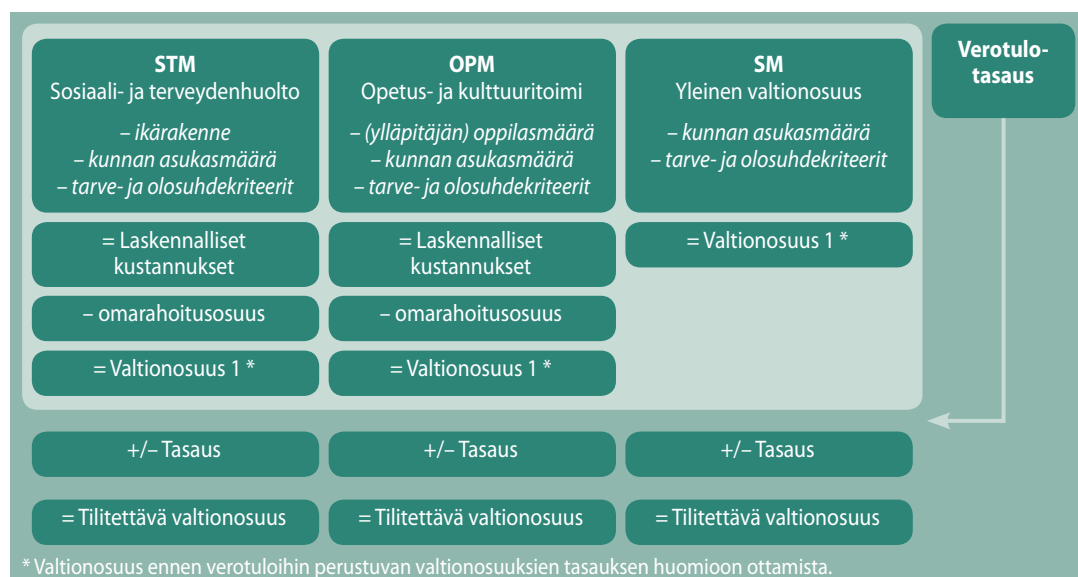 STM
Sosiaali- ja terveydenhuolto
– ikärakenne
– kunnan asukasmäärä
– tarve- ja olosuhdekriteerit
= Laskennalliset
kustannukset
– omarahoitusosuus
= Valtionosuus 1 *
OPM
Opetus- ja kulttuuritoimi
– (ylläpitäjän) oppilasmäärä
– kunnan asukasmäärä
– tarve- ja olosuhdekriteerit
= Laskennalliset
kustannukset
– omarahoitusosuus
= Valtionosuus 1 *
SM
Yleinen valtionosuus
– kunnan asukasmäärä
– tarve- ja olosuhdekriteerit
= Valtionosuus 1 *
Verotulo-
tasaus
+/– Tasaus
+/– Tasaus
+/– Tasaus
= Tilitettävä valtionosuus
= Tilitettävä valtionosuus
= Tilitettävä valtionosuus
* Valtionosuus ennen verotuloihin perustuvan valtionosuuksien tasauksen huomioon ottamista.